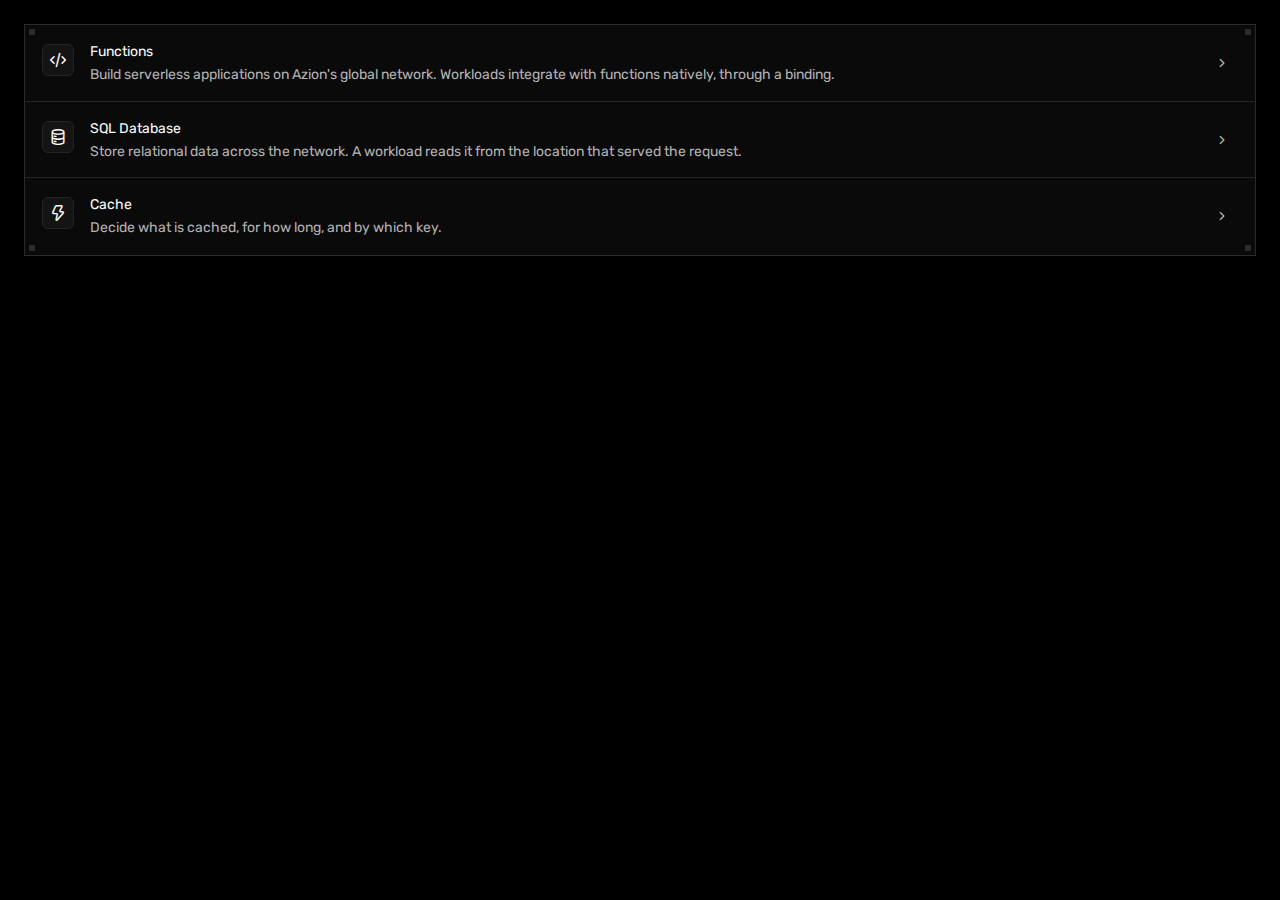 Functions
Build serverless applications on Azion's global network. Workloads integrate with functions natively, through a binding.
SQL Database
Store relational data across the network. A workload reads it from the location that served the request.
Cache
Decide what is cached, for how long, and by which key.